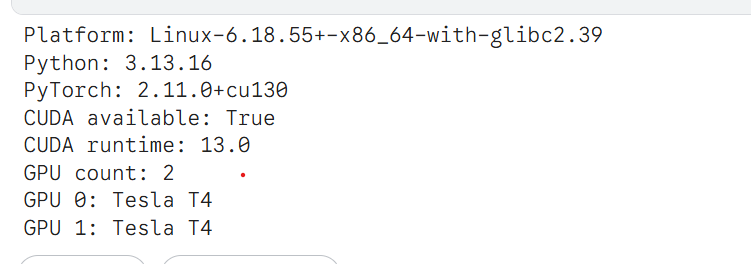 Platform: Linux-6.18.55+-x86_64-with-glibc2.39
Python: 3.13.16
PyTorch: 2.11.0+cu130
CUDA available: True
CUDA runtime: 13.0
GPU count: 2
GPU 0: Tesla T4
GPU 1: Tesla T4